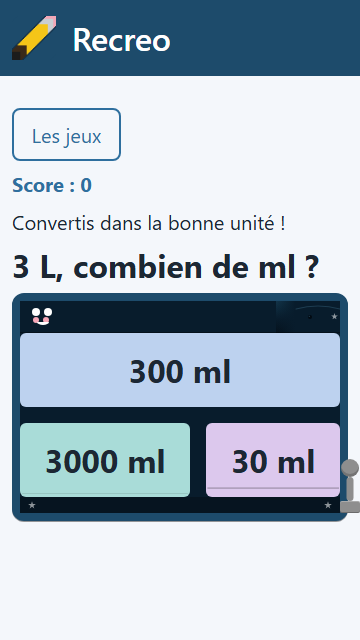 Recreo
Les jeux
Score : 0
Convertis dans la bonne unité !
3 L, combien de ml ?
300 ml
3000 ml
30 ml